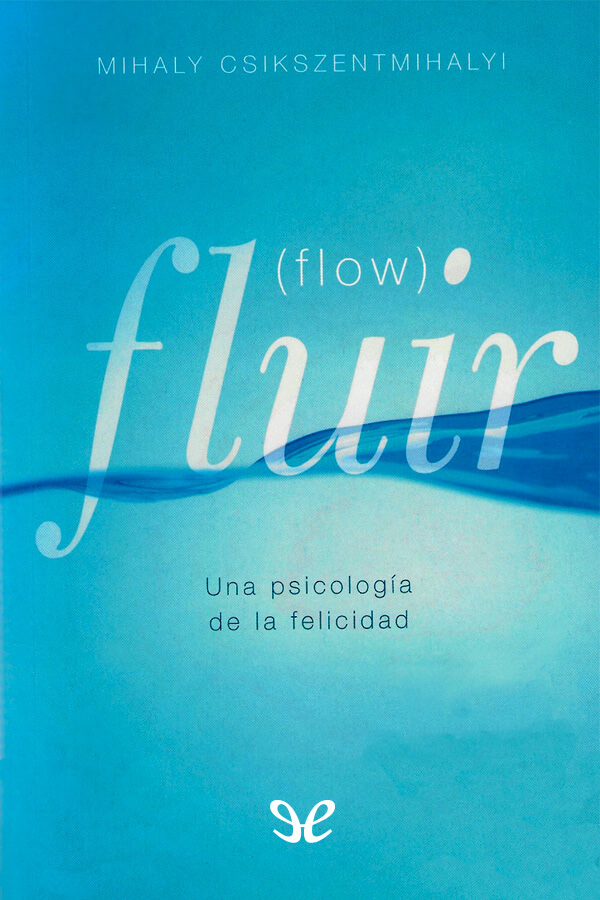 MIHALY CSIKSZENTMIHALYI
(flow)
fluir
Una psicología
de la felicidad